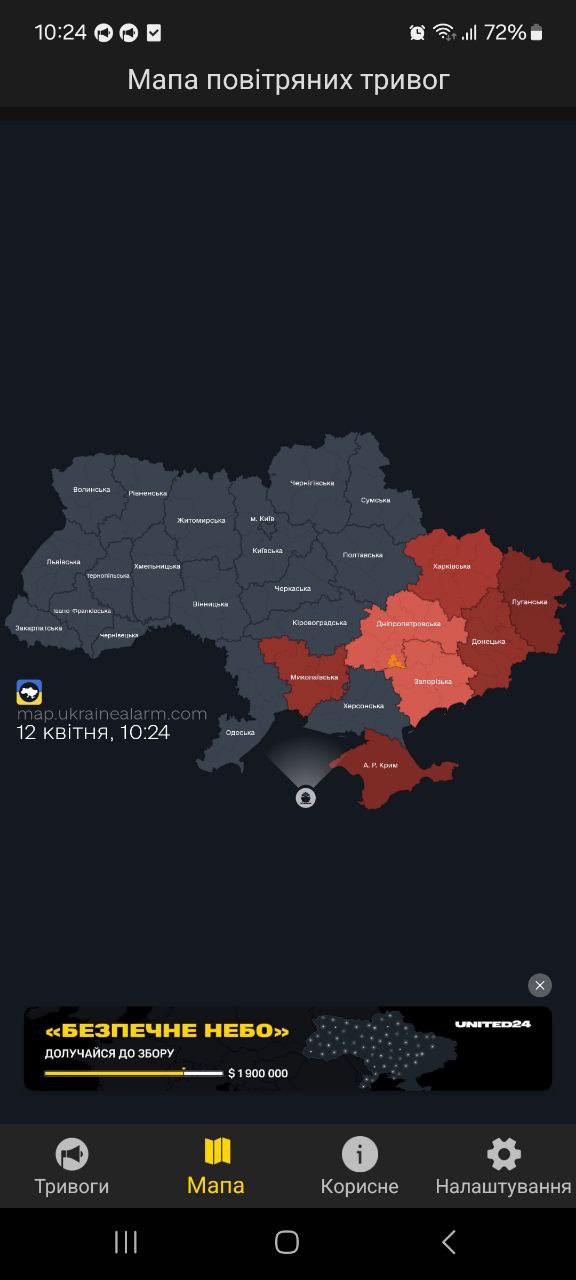 10:24
72%
Мапа повітряних тривог
Чернігівська
Волинська
Рівненська
Сумська
Житомирська
м. Київ
Київська
Полтавська
Львівська
Хмельницька
Харківська
Тернопільська
Черкаська
Луганська
Вінницька
Івано-Франківська
Кіровоградська
Дніпропетровська
Закарпатська
Чернівецька
Донецька
Миколаївська
Запорізька
Херсонська
map.ukrainealarm.com
12 квітня, 10:24
Одеська
А. Р. Крим
«БЕЗПЕЧНЕ НЕБО»
UNITED24
ДОЛУЧАЙСЯ ДО ЗБОРУ
$ 1 900 000
Тривоги
Мапа
Корисне
Налаштування